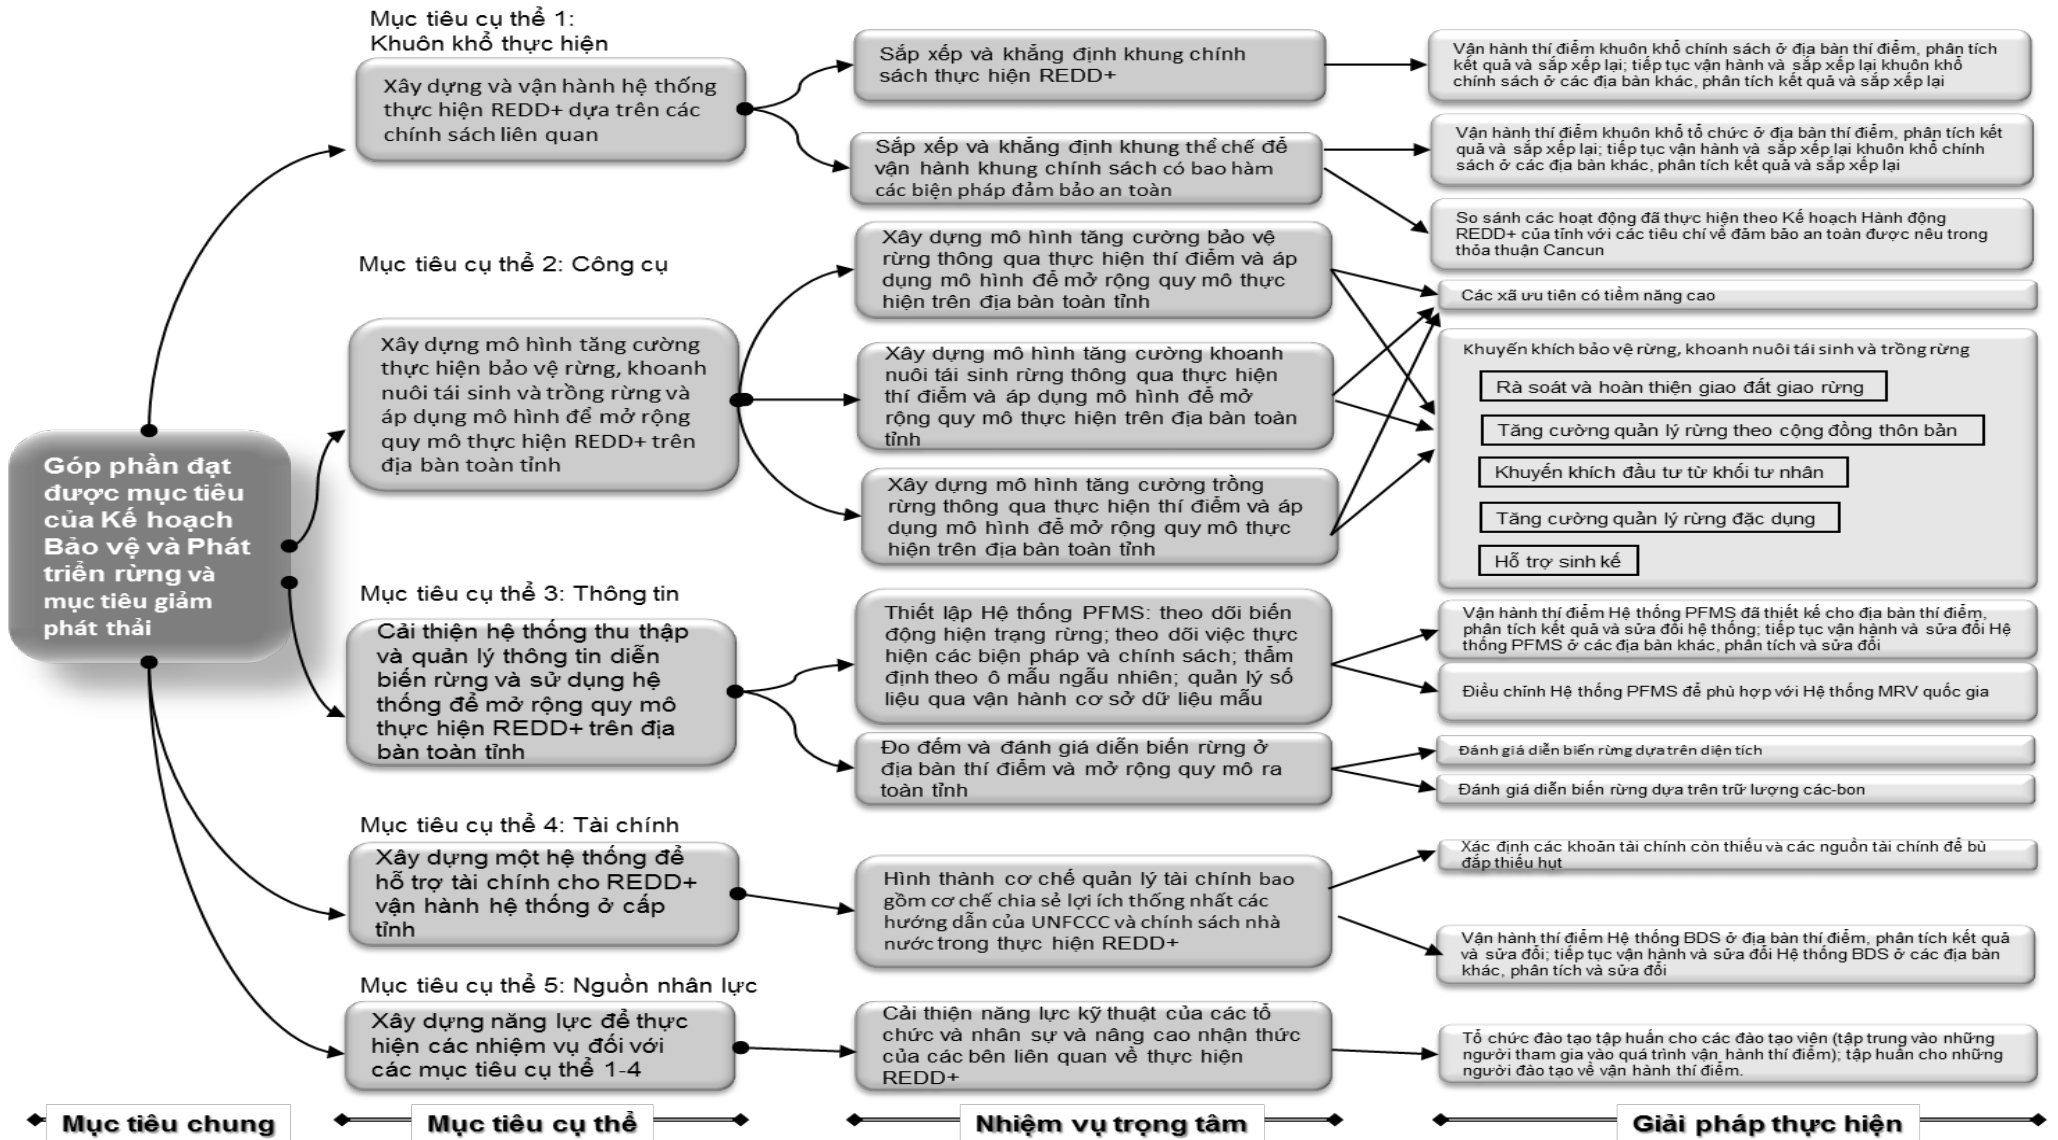 Mục tiêu cụ thể 1:
Khuôn khổ thực hiện
Xây dựng và vận hành hệ thống
thực hiện REDD+ dựa trên các
chính sách liên quan
Sắp xếp và khẳng định khung chính
sách thực hiện REDD+
Vận hành thí điểm khuôn khổ chính sách ở địa bàn thí điểm, phân tích
kết quả và sắp xếp lại; tiếp tục vận hành và sắp xếp lại khuôn khổ
chính sách ở các địa bàn khác, phân tích kết quả và sắp xếp lại
Sắp xếp và khẳng định khung thể chế để
vận hành khung chính sách có bao hàm
các biện pháp đảm bảo an toàn
Vận hành thí điểm khuôn khổ tổ chức ở địa bàn thí điểm, phân tích kết
quả và sắp xếp lại; tiếp tục vận hành và sắp xếp lại khuôn khổ chính
sách ở các địa bàn khác, phân tích kết quả và sắp xếp lại
So sánh các hoạt động đã thực hiện theo Kế hoạch Hành động
REDD+ của tỉnh với các tiêu chí về đảm bảo an toàn được nêu trong
thỏa thuận Cancun
Mục tiêu cụ thể 2: Công cụ
Xây dựng mô hình tăng cường
thực hiện bảo vệ rừng, khoanh
nuôi tái sinh và trồng rừng và
áp dụng mô hình để mở rộng
quy mô thực hiện REDD+ trên
địa bàn toàn tỉnh
Xây dựng mô hình tăng cường bảo vệ
rừng thông qua thực hiện thí điểm và áp
dụng mô hình để mở rộng quy mô thực
hiện trên địa bàn toàn tỉnh
Xây dựng mô hình tăng cường khoanh
nuôi tái sinh rừng thông qua thực hiện
thí điểm và áp dụng mô hình để mở
rộng quy mô thực hiện trên địa bàn toàn
tỉnh
Xây dựng mô hình tăng cường trồng
rừng thông qua thực hiện thí điểm và áp
dụng mô hình để mở rộng quy mô thực
hiện trên địa bàn toàn tỉnh
Các xã ưu tiên có tiềm năng cao
Khuyến khích bảo vệ rừng, khoanh nuôi tái sinh và trồng rừng
Rà soát và hoàn thiện giao đất giao rừng
Tăng cường quản lý rừng theo cộng đồng thôn bản
Khuyến khích đầu tư từ khối tư nhân
Tăng cường quản lý rừng đặc dụng
Hỗ trợ sinh kế
Góp phần đạt
được mục tiêu
của Kế hoạch
Bảo vệ và Phát
triển rừng và
mục tiêu giảm
phát thải
Mục tiêu cụ thể 3: Thông tin
Cải thiện hệ thống thu thập
và quản lý thông tin diễn
biến rừng và sử dụng hệ
thống để mở rộng quy mô
thực hiện REDD+ trên địa
bàn toàn tỉnh
Thiết lập Hệ thống PFMS: theo dõi biến
động hiện trạng rừng; theo dõi việc thực
hiện các biện pháp và chính sách; thẩm
định theo ô mẫu ngẫu nhiên; quản lý số
liệu qua vận hành cơ sở dữ liệu mẫu
Vận hành thí điểm Hệ thống PFMS đã thiết kế cho địa bàn thí điểm,
phân tích kết quả và sửa đổi hệ thống; tiếp tục vận hành và sửa đổi Hệ
thống PFMS ở các địa bàn khác, phân tích và sửa đổi
Điều chỉnh Hệ thống PFMS để phù hợp với Hệ thống MRV quốc gia
Đo đếm và đánh giá diễn biến rừng ở
địa bàn thí điểm và mở rộng quy mô ra
toàn tỉnh
Đánh giá diễn biến rừng dựa trên diện tích
Đánh giá diễn biến rừng dựa trên trữ lượng các-bon
Mục tiêu cụ thể 4: Tài chính
Xây dựng một hệ thống để
hỗ trợ tài chính cho REDD+
vận hành hệ thống ở cấp
tỉnh
Hình thành cơ chế quản lý tài chính bao
gồm cơ chế chia sẻ lợi ích thống nhất các
hướng dẫn của UNFCCC và chính sách nhà
nước trong thực hiện REDD+
Xác định các khoản tài chính còn thiếu và các nguồn tài chính để bù
đắp thiếu hụt
Vận hành thí điểm Hệ thống BDS ở địa bàn thí điểm, phân tích kết quả
và sửa đổi; tiếp tục vận hành và sửa đổi Hệ thống BDS ở các địa bàn
khác, phân tích và sửa đổi
Mục tiêu cụ thể 5: Nguồn nhân lực
Xây dựng năng lực để thực
hiện các nhiệm vụ đối với
các mục tiêu cụ thể 1-4
Cải thiện năng lực kỹ thuật của các tổ
chức và nhân sự và nâng cao nhận thức
của các bên liên quan về thực hiện
REDD+
Tổ chức đào tạo tập huấn cho các đào tạo viên (tập trung vào những
người tham gia vào quá trình vận hành thí điểm); tập huấn cho những
người đào tạo về vận hành thí điểm.
Mục tiêu chung
Mục tiêu cụ thể
Nhiệm vụ trọng tâm
Giải pháp thực hiện